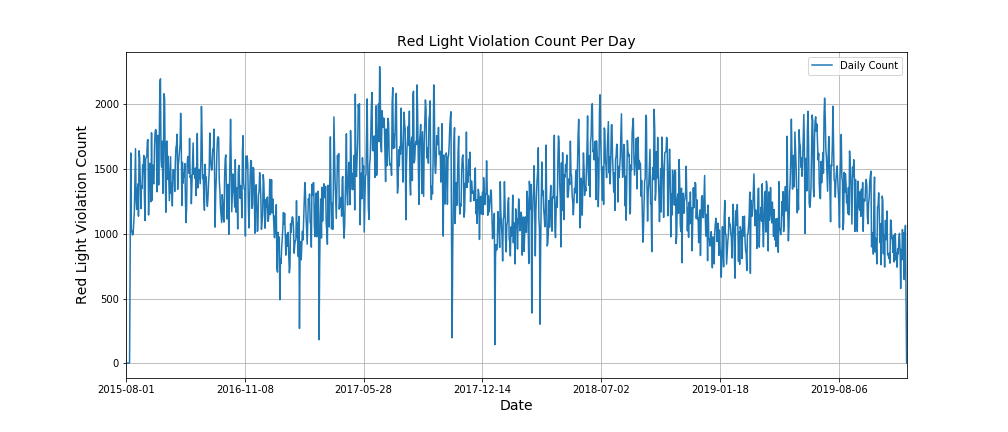 Red Light Violation Count Per Day
Daily Count
Red Light Violation Count
2000
1500
1000
500
0
2015-08-01 2016-11-08 2017-05-28 2017-12-14 2018-07-02 2019-01-18 2019-08-06
Date